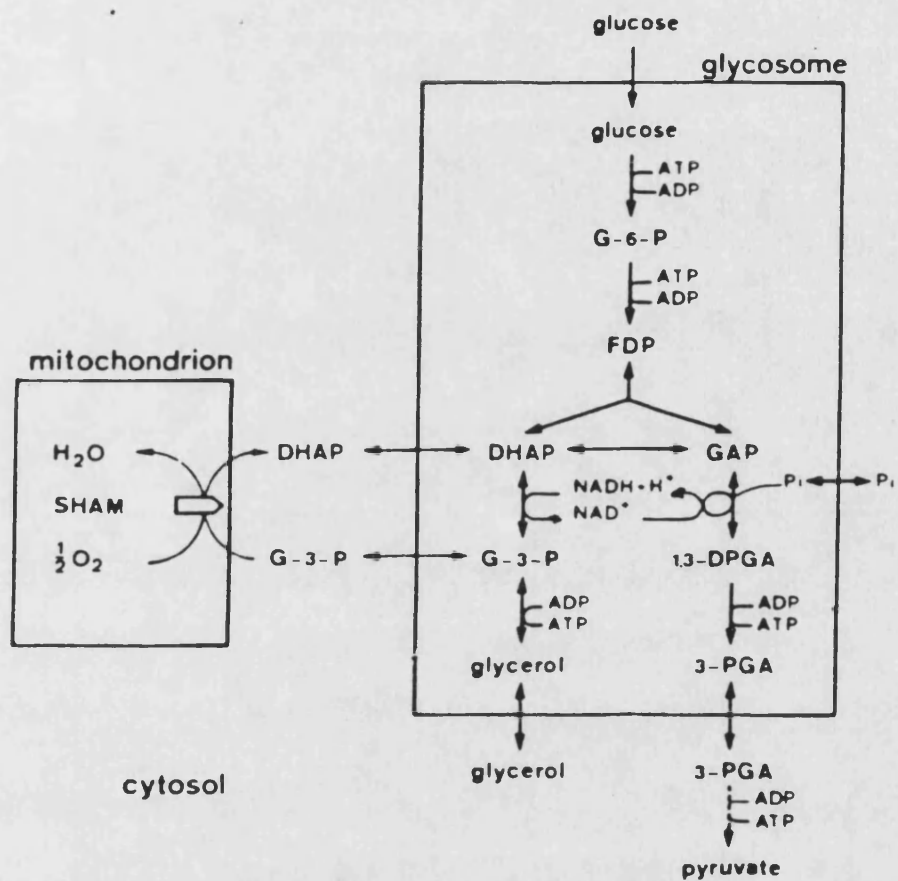 glucose
glycosome
glucose
ATP
ADP
G-6-P
ATP
ADP
FDP
mitochondrion
H₂O
DHAP
DHAP
GAP
SHAM
NADH+H⁺
NAD⁺
Pi
Pi
½O₂
G-3-P
G-3-P
1,3-DPGA
ADP
ATP
ADP
ATP
glycerol
3-PGA
cytosol
glycerol
3-PGA
ADP
ATP
pyruvate